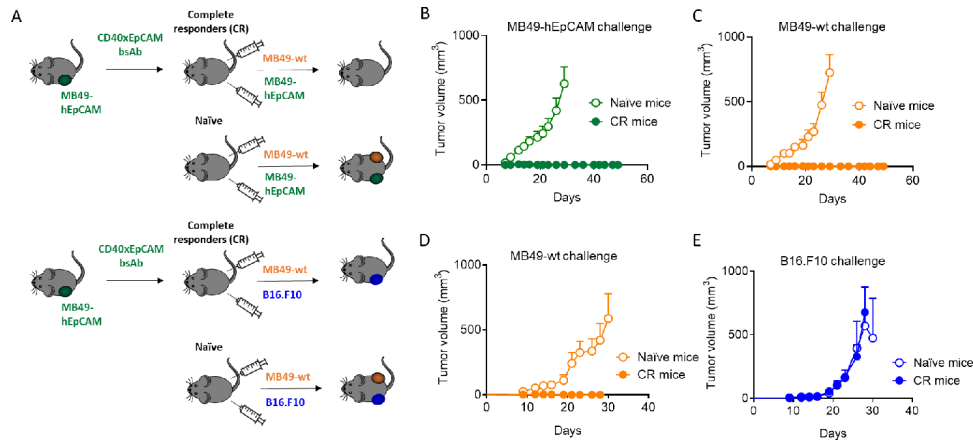 A
Complete
responders (CR)
CD40xEpCAM
bsAb
MB49-wt
MB49-
hEpCAM
MB49-
hEpCAM
Naïve
MB49-wt
MB49-
hEpCAM
Complete
responders (CR)
CD40xEpCAM
bsAb
MB49-wt
B16.F10
MB49-
hEpCAM
Naïve
MB49-wt
B16.F10
B
MB49-hEpCAM challenge
Tumor volume (mm³)
1000
500
0
0 20 40 60
Days
Naïve mice
CR mice
C
MB49-wt challenge
Tumor volume (mm³)
1000
500
0
0 20 40 60
Days
Naïve mice
CR mice
D
MB49-wt challenge
Tumor volume (mm³)
1000
500
0
0 10 20 30 40
Days
Naïve mice
CR mice
E
B16.F10 challenge
Tumor volume (mm³)
1000
500
0
0 10 20 30 40
Days
Naïve mice
CR mice